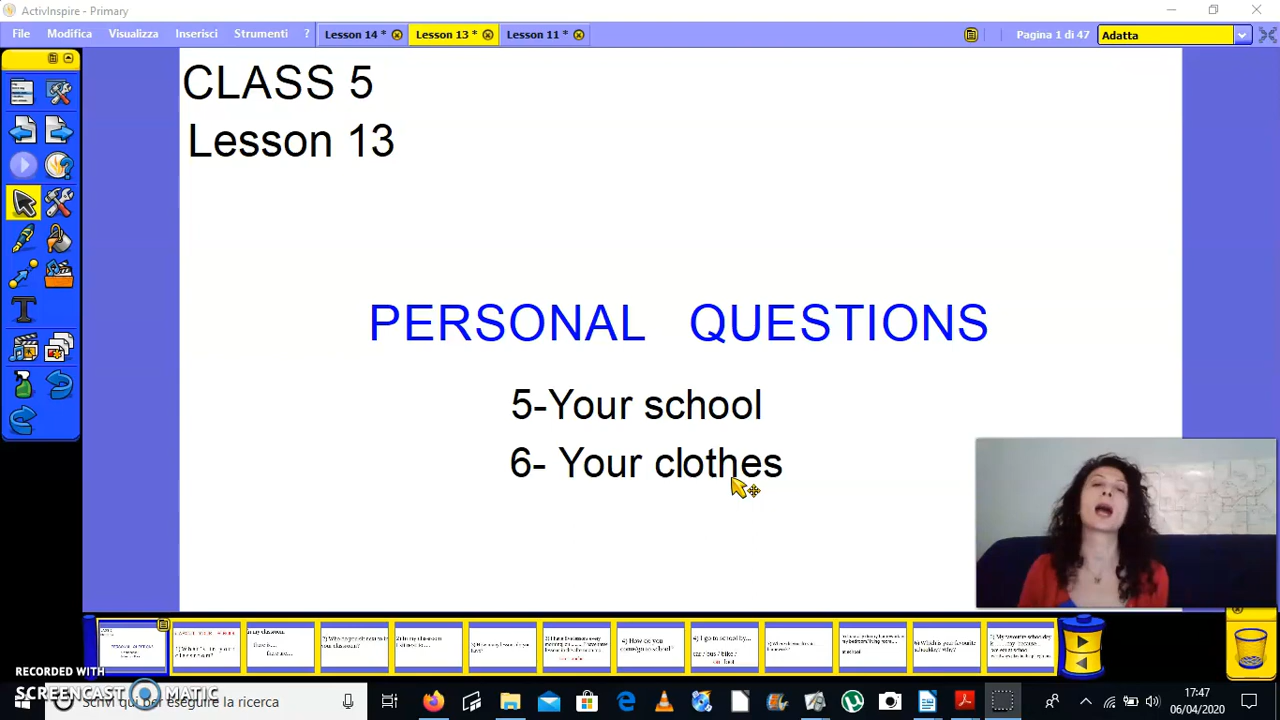 ActivInspire - Primary
File Modifica Visualizza Inserisci Strumenti ?
Lesson 14 *
Lesson 13 *
Lesson 11 *
Pagina 1 di 47
Adatta
CLASS 5
Lesson 13
PERSONAL QUESTIONS
5-Your school
6- Your clothes
RECORDED WITH
SCREENCAST MATIC
Scrivi qui per eseguire la ricerca
17:47
06/04/2020